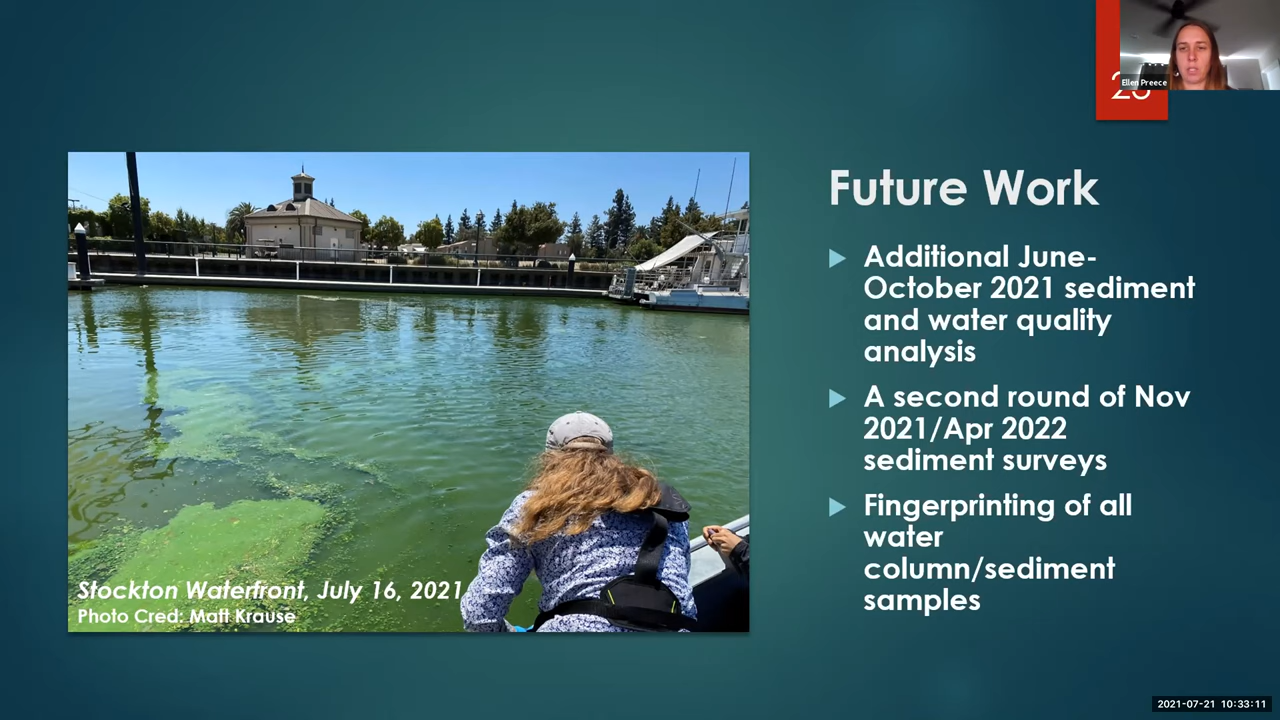 Ellen Preece
Future Work
Additional June-
October 2021 sediment
and water quality
analysis
A second round of Nov
2021/Apr 2022
sediment surveys
Fingerprinting of all
water
column/sediment
samples
Stockton Waterfront, July 16, 2021
Photo Cred: Matt Krause
2021-07-21 10:33:11